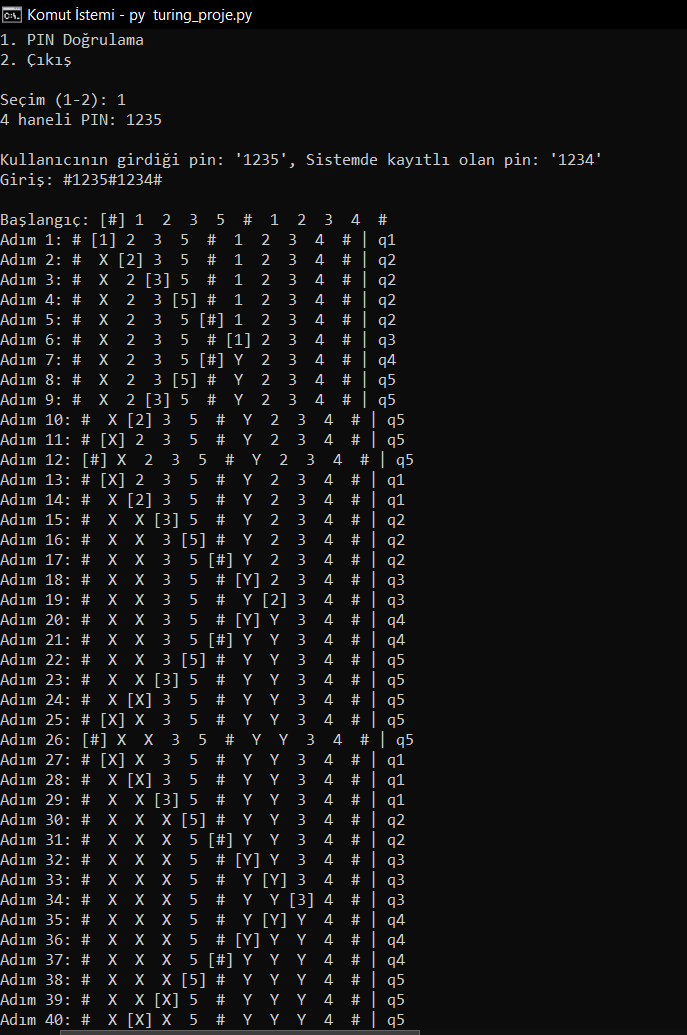 Komut İstemi - py  turing_proje.py
1. PIN Doğrulama
2. Çıkış
Seçim (1-2): 1
4 haneli PIN: 1235
Kullanıcının girdiği pin: '1235', Sistemde kayıtlı olan pin: '1234'
Giriş: #1235#1234#
Başlangıç: [#] 1  2  3  5  #  1  2  3  4  #
Adım 1: # [1] 2  3  5  #  1  2  3  4  # | q1
Adım 2: #  X [2] 3  5  #  1  2  3  4  # | q2
Adım 3: #  X  2 [3] 5  #  1  2  3  4  # | q2
Adım 4: #  X  2  3 [5] #  1  2  3  4  # | q2
Adım 5: #  X  2  3  5 [#] 1  2  3  4  # | q2
Adım 6: #  X  2  3  5  # [1] 2  3  4  # | q3
Adım 7: #  X  2  3  5 [#] Y  2  3  4  # | q4
Adım 8: #  X  2  3 [5] #  Y  2  3  4  # | q5
Adım 9: #  X  2 [3] 5  #  Y  2  3  4  # | q5
Adım 10: #  X [2] 3  5  #  Y  2  3  4  # | q5
Adım 11: # [X] 2  3  5  #  Y  2  3  4  # | q5
Adım 12: [#] X  2  3  5  #  Y  2  3  4  # | q5
Adım 13: # [X] 2  3  5  #  Y  2  3  4  # | q1
Adım 14: #  X [2] 3  5  #  Y  2  3  4  # | q1
Adım 15: #  X  X [3] 5  #  Y  2  3  4  # | q2
Adım 16: #  X  X  3 [5] #  Y  2  3  4  # | q2
Adım 17: #  X  X  3  5 [#] Y  2  3  4  # | q2
Adım 18: #  X  X  3  5  # [Y] 2  3  4  # | q3
Adım 19: #  X  X  3  5  #  Y [2] 3  4  # | q3
Adım 20: #  X  X  3  5  # [Y] Y  3  4  # | q4
Adım 21: #  X  X  3  5 [#] Y  Y  3  4  # | q4
Adım 22: #  X  X  3 [5] #  Y  Y  3  4  # | q5
Adım 23: #  X  X [3] 5  #  Y  Y  3  4  # | q5
Adım 24: #  X [X] 3  5  #  Y  Y  3  4  # | q5
Adım 25: # [X] X  3  5  #  Y  Y  3  4  # | q5
Adım 26: [#] X  X  3  5  #  Y  Y  3  4  # | q5
Adım 27: # [X] X  3  5  #  Y  Y  3  4  # | q1
Adım 28: #  X [X] 3  5  #  Y  Y  3  4  # | q1
Adım 29: #  X  X [3] 5  #  Y  Y  3  4  # | q1
Adım 30: #  X  X  X [5] #  Y  Y  3  4  # | q2
Adım 31: #  X  X  X  5 [#] Y  Y  3  4  # | q2
Adım 32: #  X  X  X  5  # [Y] Y  3  4  # | q3
Adım 33: #  X  X  X  5  #  Y [Y] 3  4  # | q3
Adım 34: #  X  X  X  5  #  Y  Y [3] 4  # | q3
Adım 35: #  X  X  X  5  #  Y [Y] Y  4  # | q4
Adım 36: #  X  X  X  5  # [Y] Y  Y  4  # | q4
Adım 37: #  X  X  X  5 [#] Y  Y  Y  4  # | q4
Adım 38: #  X  X  X [5] #  Y  Y  Y  4  # | q5
Adım 39: #  X  X [X] 5  #  Y  Y  Y  4  # | q5
Adım 40: #  X [X] X  5  #  Y  Y  Y  4  # | q5